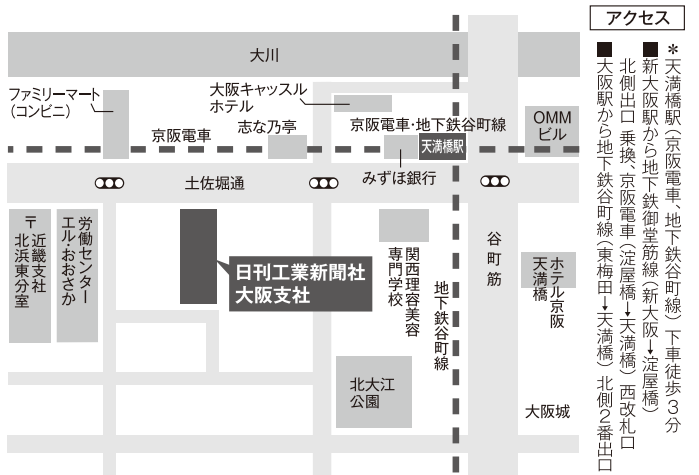 アクセス
＊天満橋駅（京阪電車、地下鉄谷町線）下車徒歩3分
■新大阪駅から地下鉄御堂筋線（新大阪→淀屋橋）
北側出口 乗換、京阪電車（淀屋橋→天満橋）西改札口
■大阪駅から地下鉄谷町線（東梅田→天満橋）北側2番出口
大川
ファミリーマート
（コンビニ）
大阪キャッスル
ホテル
京阪電車
志な乃亭
京阪電車・地下鉄谷町線
天満橋駅
OMM
ビル
みずほ銀行
土佐堀通
〒
近畿支社
北浜東分室
労働センター
エル・おおさか
日刊工業新聞社
大阪支社
関西理容美容
専門学校
地下鉄谷町線
谷町筋
ホテル京阪
天満橋
北大江
公園
大阪城